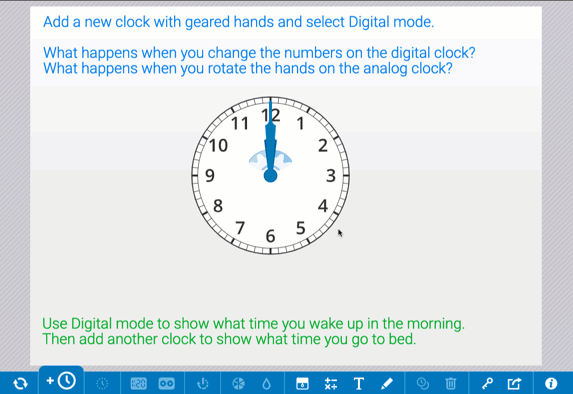 Add a new clock with geared hands and select Digital mode.
What happens when you change the numbers on the digital clock?
What happens when you rotate the hands on the analog clock?
12
11 1
10 2
9 3
8 4
7 5
6
Use Digital mode to show what time you wake up in the morning.
Then add another clock to show what time you go to bed.